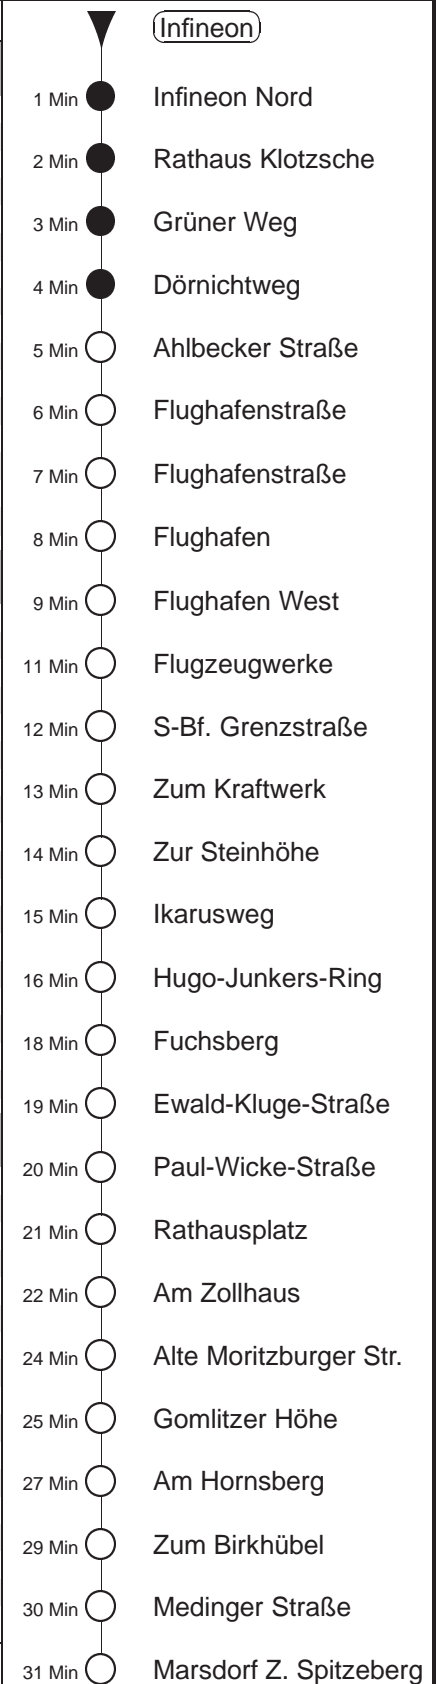 Infineon
1 Min Infineon Nord
2 Min Rathaus Klotzsche
3 Min Grüner Weg
4 Min Dörnichtweg
5 Min Ahlbecker Straße
6 Min Flughafenstraße
7 Min Flughafenstraße
8 Min Flughafen
9 Min Flughafen West
11 Min Flugzeugwerke
12 Min S-Bf. Grenzstraße
13 Min Zum Kraftwerk
14 Min Zur Steinhöhe
15 Min Ikarusweg
16 Min Hugo-Junkers-Ring
18 Min Fuchsberg
19 Min Ewald-Kluge-Straße
20 Min Paul-Wicke-Straße
21 Min Rathausplatz
22 Min Am Zollhaus
24 Min Alte Moritzburger Str.
25 Min Gomlitzer Höhe
27 Min Am Hornsberg
29 Min Zum Birkhübel
30 Min Medinger Straße
31 Min Marsdorf Z. Spitzeberg